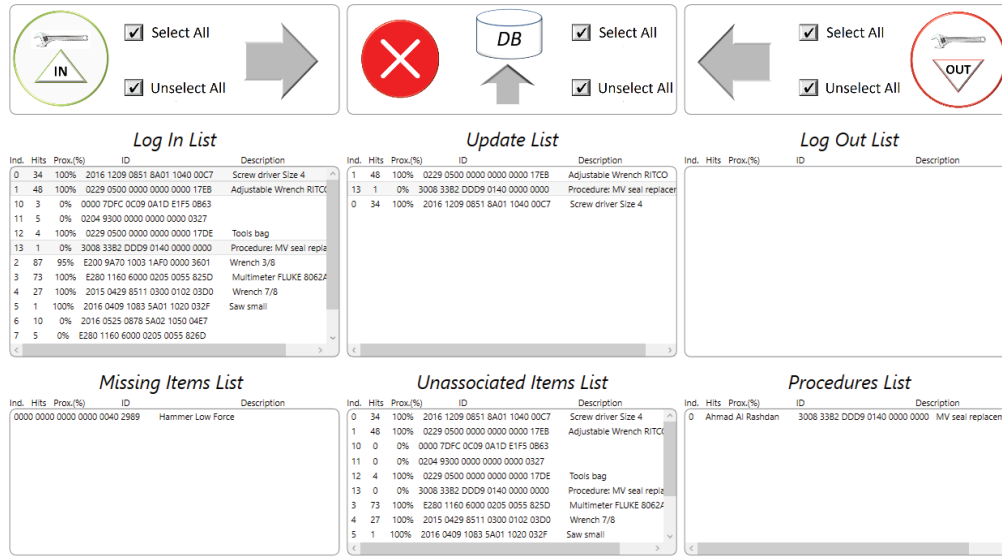 Select All
IN
Unselect All
DB
Select All
Unselect All
Select All
OUT
Unselect All
Log In List
Ind. Hits Prox.(%) ID Description
0 34 100% 2016 1209 0851 8A01 1040 00C7 Screw driver Size 4
1 48 100% 0229 0500 0000 0000 0000 17EB Adjustable Wrench RITCO
10 3 0% 0000 7DFC 0C09 0A1D E1F5 0B63
11 5 0% 0204 9300 0000 0000 0000 0327
12 4 100% 0229 0500 0000 0000 0000 17DE Tools bag
13 1 0% 3008 33B2 DDD9 0140 0000 0000 Procedure: MV seal repla
2 87 95% E200 9A70 1003 1AF0 0000 3601 Wrench 3/8
3 73 100% E280 1160 6000 0205 0055 825D Multimeter FLUKE 8062A
4 27 100% 2015 0429 8511 0300 0102 03D0 Wrench 7/8
5 1 100% 2016 0409 1083 5A01 1020 032F Saw small
6 10 0% 2016 0525 0878 5A02 1050 04E7
7 5 0% E280 1160 6000 0205 0055 826D
Update List
Ind. Hits Prox.(%) ID Description
1 48 100% 0229 0500 0000 0000 0000 17EB Adjustable Wrench RITCO
13 1 0% 3008 33B2 DDD9 0140 0000 0000 Procedure: MV seal replacer
0 34 100% 2016 1209 0851 8A01 1040 00C7 Screw driver Size 4
Log Out List
Ind. Hits Prox.(%) ID Description
Missing Items List
Ind. Hits Prox.(%) ID Description
0000 0000 0000 0000 0040 2989 Hammer Low Force
Unassociated Items List
Ind. Hits Prox.(%) ID Description
0 34 100% 2016 1209 0851 8A01 1040 00C7 Screw driver Size 4
1 48 100% 0229 0500 0000 0000 0000 17EB Adjustable Wrench RITCO
10 0 0% 0000 7DFC 0C09 0A1D E1F5 0B63
11 0 0% 0204 9300 0000 0000 0000 0327
12 4 100% 0229 0500 0000 0000 0000 17DE Tools bag
13 0 0% 3008 33B2 DDD9 0140 0000 0000 Procedure: MV seal repla
3 73 100% E280 1160 6000 0205 0055 825D Multimeter FLUKE 8062A
4 27 100% 2015 0429 8511 0300 0102 03D0 Wrench 7/8
5 1 100% 2016 0409 1083 5A01 1020 032F Saw small
Procedures List
Ind. Hits Prox.(%) ID Description
0 Ahmad Al Rashdan 3008 33B2 DDD9 0140 0000 0000 MV seal replacen